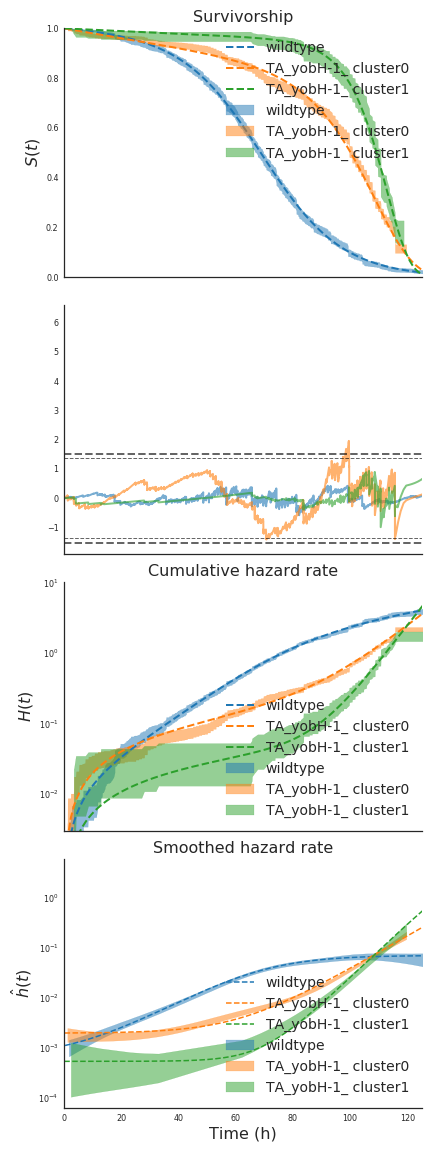 Survivorship
1.0
0.8
0.6
0.4
0.2
0.0
S(t)
wildtype
TA_yobH-1_ cluster0
TA_yobH-1_ cluster1
wildtype
TA_yobH-1_ cluster0
TA_yobH-1_ cluster1
6
5
4
3
2
1
0
−1
Cumulative hazard rate
10¹
10⁰
10⁻¹
10⁻²
H(t)
wildtype
TA_yobH-1_ cluster0
TA_yobH-1_ cluster1
wildtype
TA_yobH-1_ cluster0
TA_yobH-1_ cluster1
Smoothed hazard rate
10⁰
10⁻¹
10⁻²
10⁻³
10⁻⁴
ĥ(t)
wildtype
TA_yobH-1_ cluster0
TA_yobH-1_ cluster1
wildtype
TA_yobH-1_ cluster0
TA_yobH-1_ cluster1
0 20 40 60 80 100 120
Time (h)